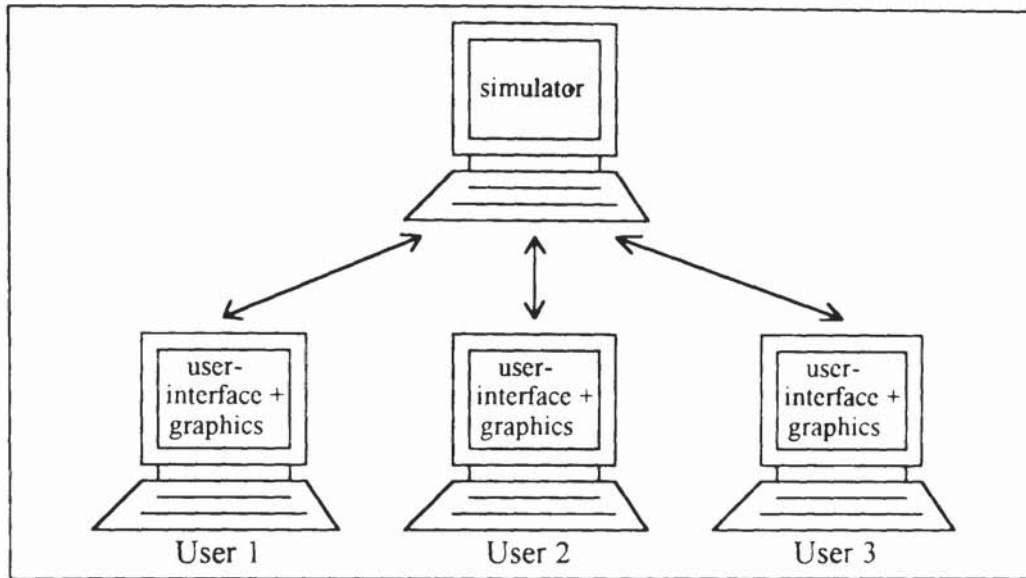 simulator
user-
interface +
graphics
user-
interface +
graphics
user-
interface +
graphics
User 1
User 2
User 3